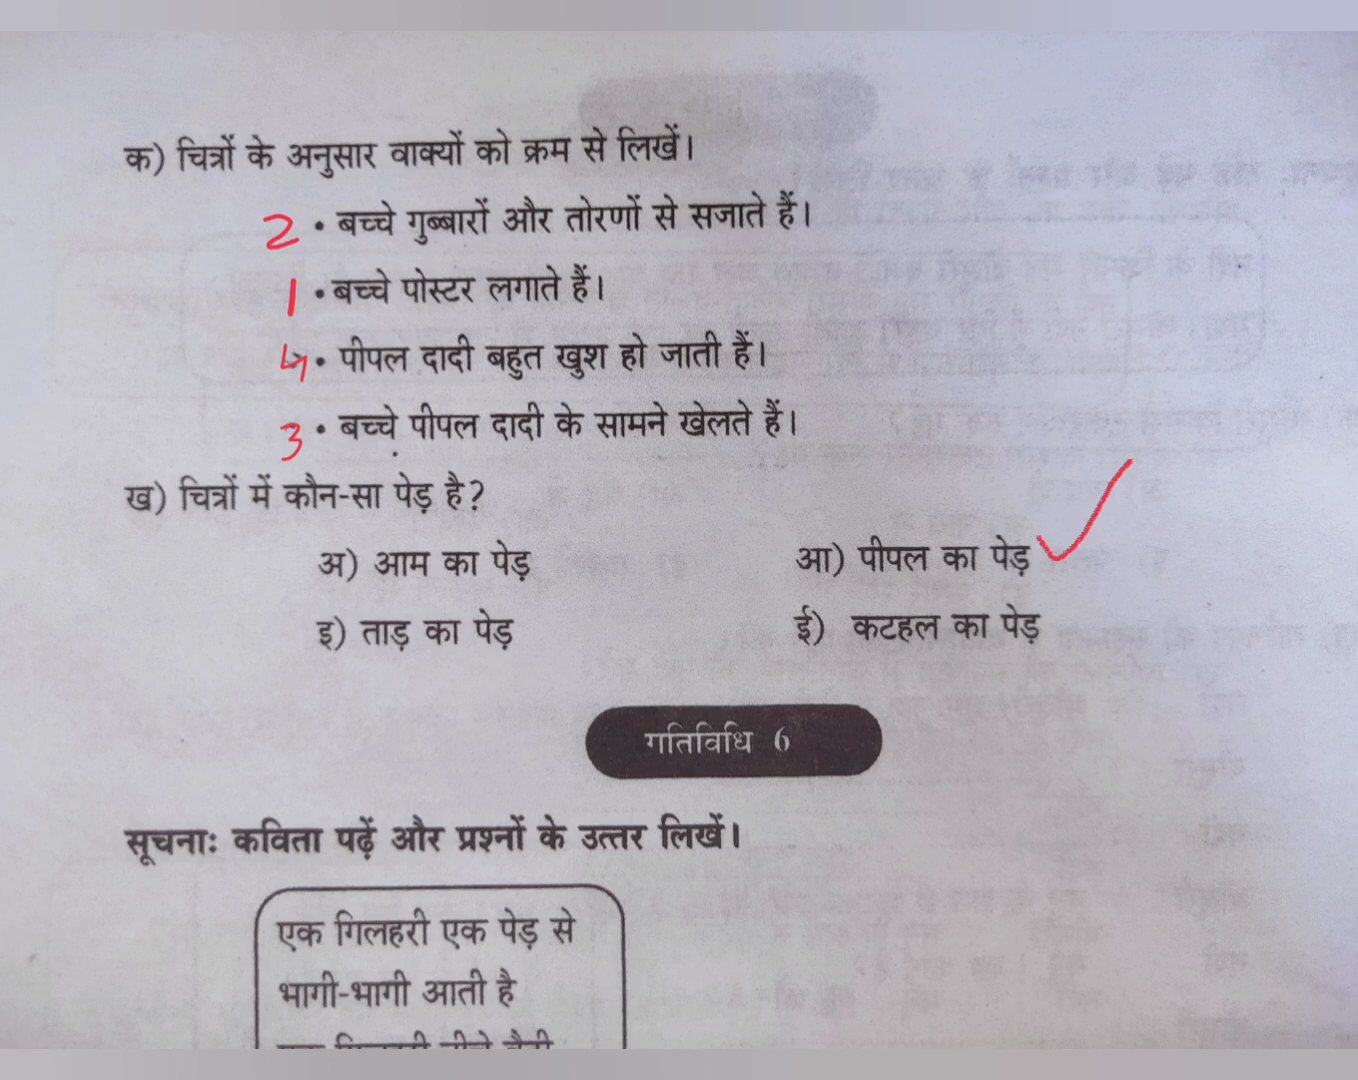 क) चित्रों के अनुसार वाक्यों को क्रम से लिखें।
2 • बच्चे गुब्बारों और तोरणों से सजाते हैं।
1 • बच्चे पोस्टर लगाते हैं।
4 • पीपल दादी बहुत खुश हो जाती हैं।
3 • बच्चे पीपल दादी के सामने खेलते हैं।
ख) चित्रों में कौन-सा पेड़ है?
अ) आम का पेड़ आ) पीपल का पेड़ ✓
इ) ताड़ का पेड़ ई) कटहल का पेड़
गतिविधि 6
सूचनाः कविता पढ़ें और प्रश्नों के उत्तर लिखें।
एक गिलहरी एक पेड़ से
भागी-भागी आती है